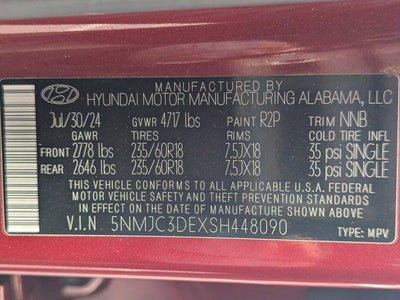 MANUFACTURED BY
HYUNDAI MOTOR MANUFACTURING ALABAMA, LLC
Jul/30/24 GVWR 4717 lbs PAINT R2P TRIM NNB
GAWR TIRES RIMS COLD TIRE INFL
FRONT 2778 lbs 235/60R18 7.5JX18 35 psi SINGLE
REAR 2646 lbs 235/60R18 7.5JX18 35 psi SINGLE
THIS VEHICLE CONFORMS TO ALL APPLICABLE U.S.A. FEDERAL
MOTOR VEHICLE SAFETY AND THEFT PREVENTION STANDARDS
IN EFFECT ON THE DATE OF MANUFACTURE SHOWN ABOVE.
V.I.N. 5NMJC3DEXSH448090 TYPE: MPV